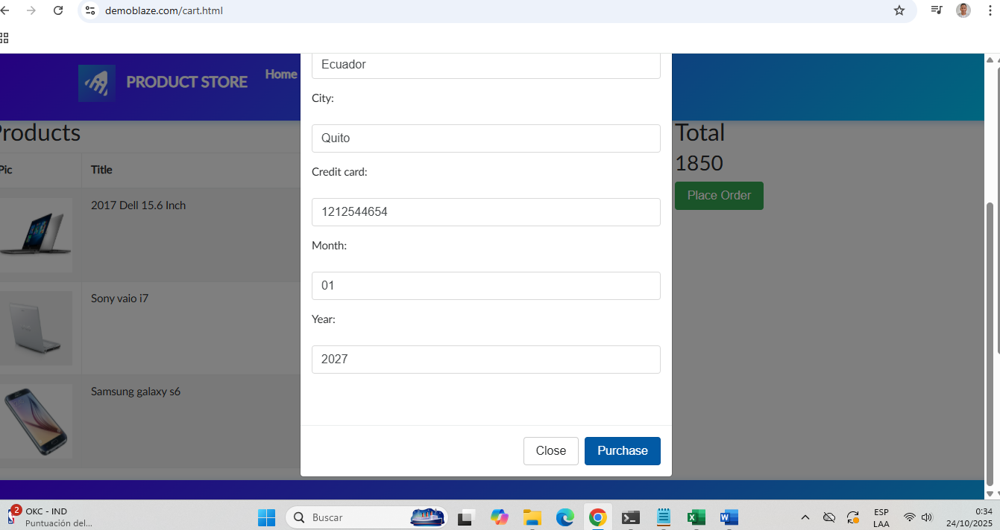 demoblaze.com/cart.html
PRODUCT STORE
Home
Ecuador
City:
Quito
Credit card:
1212544654
Month:
01
Year:
2027
Close
Purchase
Products
Pic
Title
2017 Dell 15.6 Inch
Sony vaio i7
Samsung galaxy s6
Total
1850
Place Order
2
OKC - IND
Puntuación del...
Buscar
ESP
LAA
0:34
24/10/2025